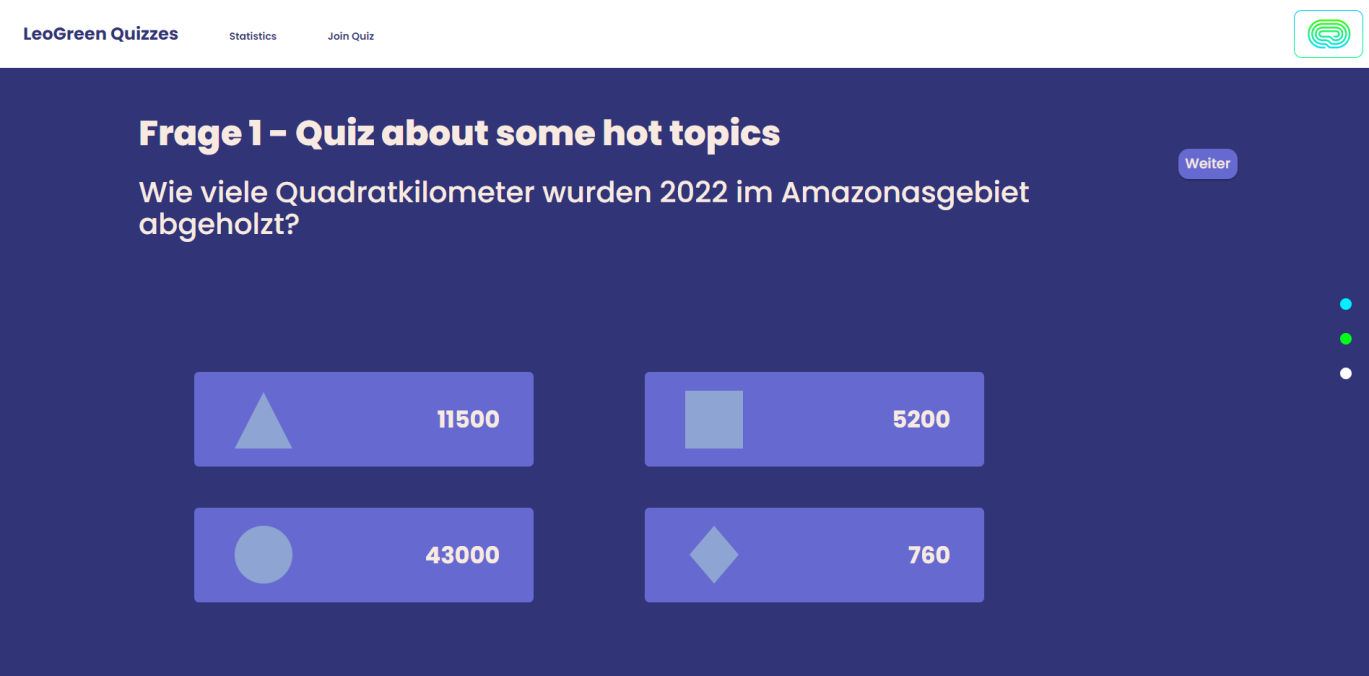 LeoGreen Quizzes
Statistics
Join Quiz
Frage 1 - Quiz about some hot topics
Weiter
Wie viele Quadratkilometer wurden 2022 im Amazonasgebiet
abgeholzt?
11500
5200
43000
760